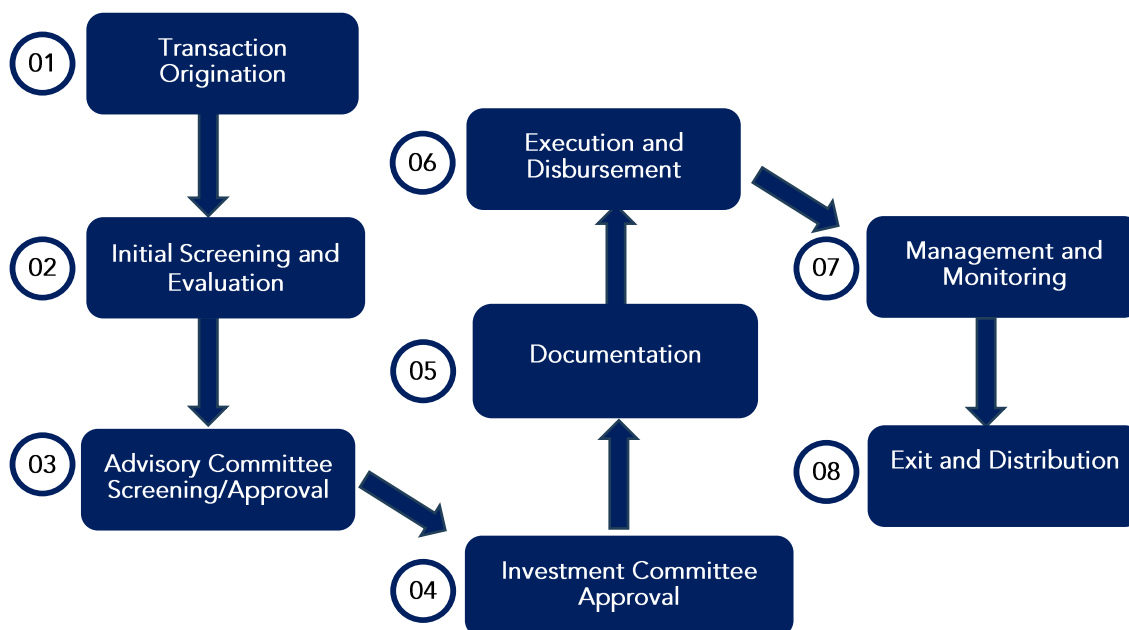 01
Transaction
Origination
02
Initial Screening and
Evaluation
03
Advisory Committee
Screening/Approval
04
Investment Committee
Approval
05
Documentation
06
Execution and
Disbursement
07
Management and
Monitoring
08
Exit and Distribution